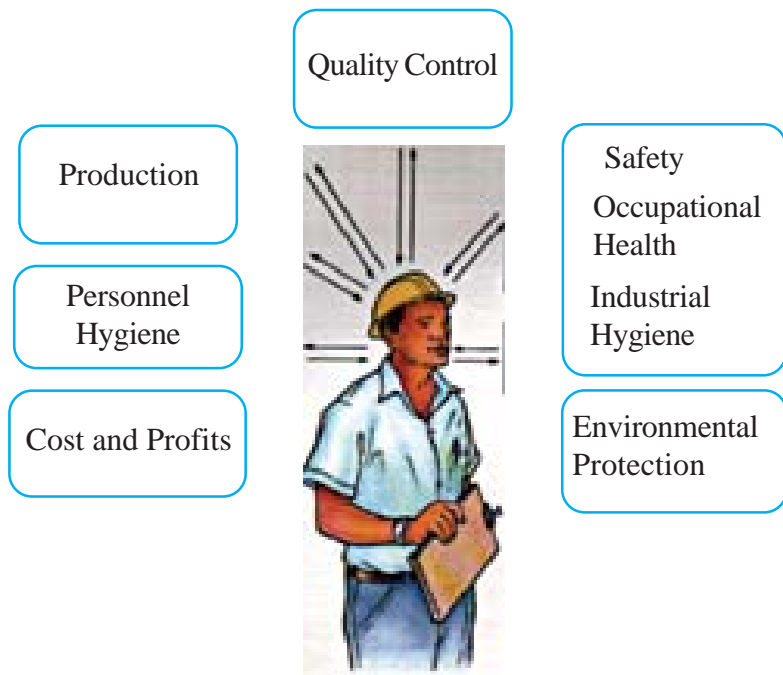 Quality Control
Production
Personnel
Hygiene
Cost and Profits
Safety
Occupational
Health
Industrial
Hygiene
Environmental
Protection